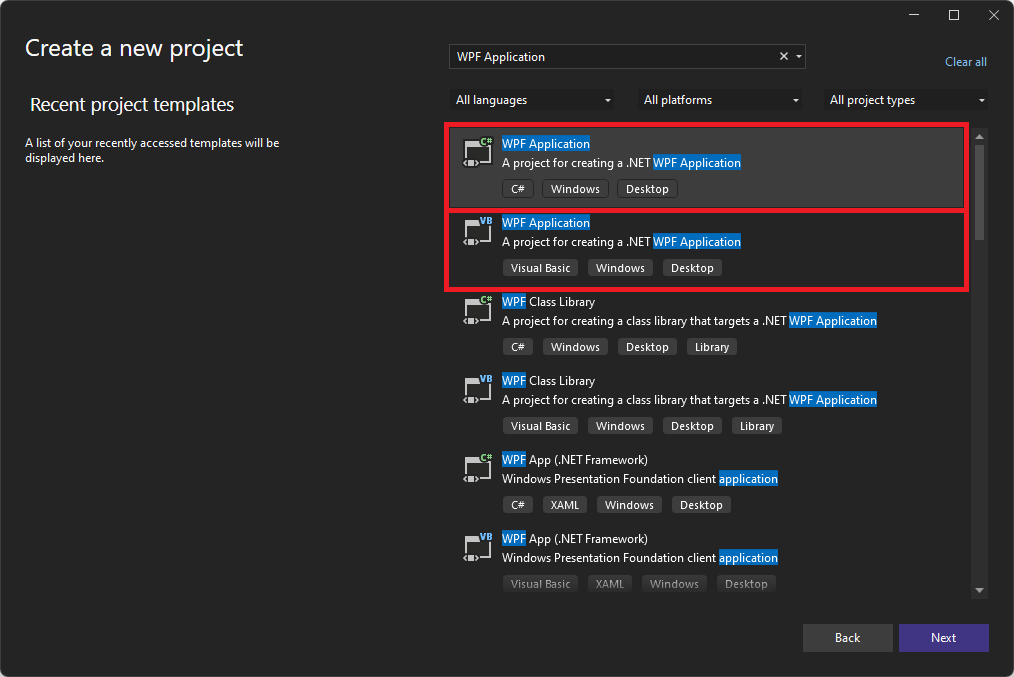 Create a new project
Recent project templates
A list of your recently accessed templates will be
displayed here.
WPF Application
Clear all
All languages
All platforms
All project types
C#
WPF Application
A project for creating a .NET WPF Application
C#
Windows
Desktop
VB
WPF Application
A project for creating a .NET WPF Application
Visual Basic
Windows
Desktop
C#
WPF Class Library
A project for creating a class library that targets a .NET WPF Application
C#
Windows
Desktop
Library
VB
WPF Class Library
A project for creating a class library that targets a .NET WPF Application
Visual Basic
Windows
Desktop
Library
C#
WPF App (.NET Framework)
Windows Presentation Foundation client application
C#
XAML
Windows
Desktop
VB
WPF App (.NET Framework)
Windows Presentation Foundation client application
Visual Basic
XAML
Windows
Desktop
Back
Next